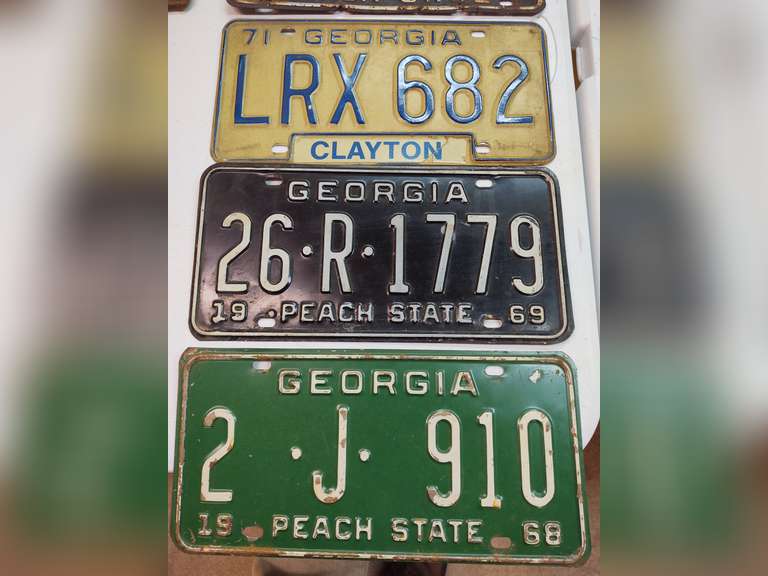 71 GEORGIA
LRX 682
CLAYTON
GEORGIA
26·R·1779
19 ·PEACH STATE· 69
GEORGIA
2·J·910
19 PEACH STATE 68